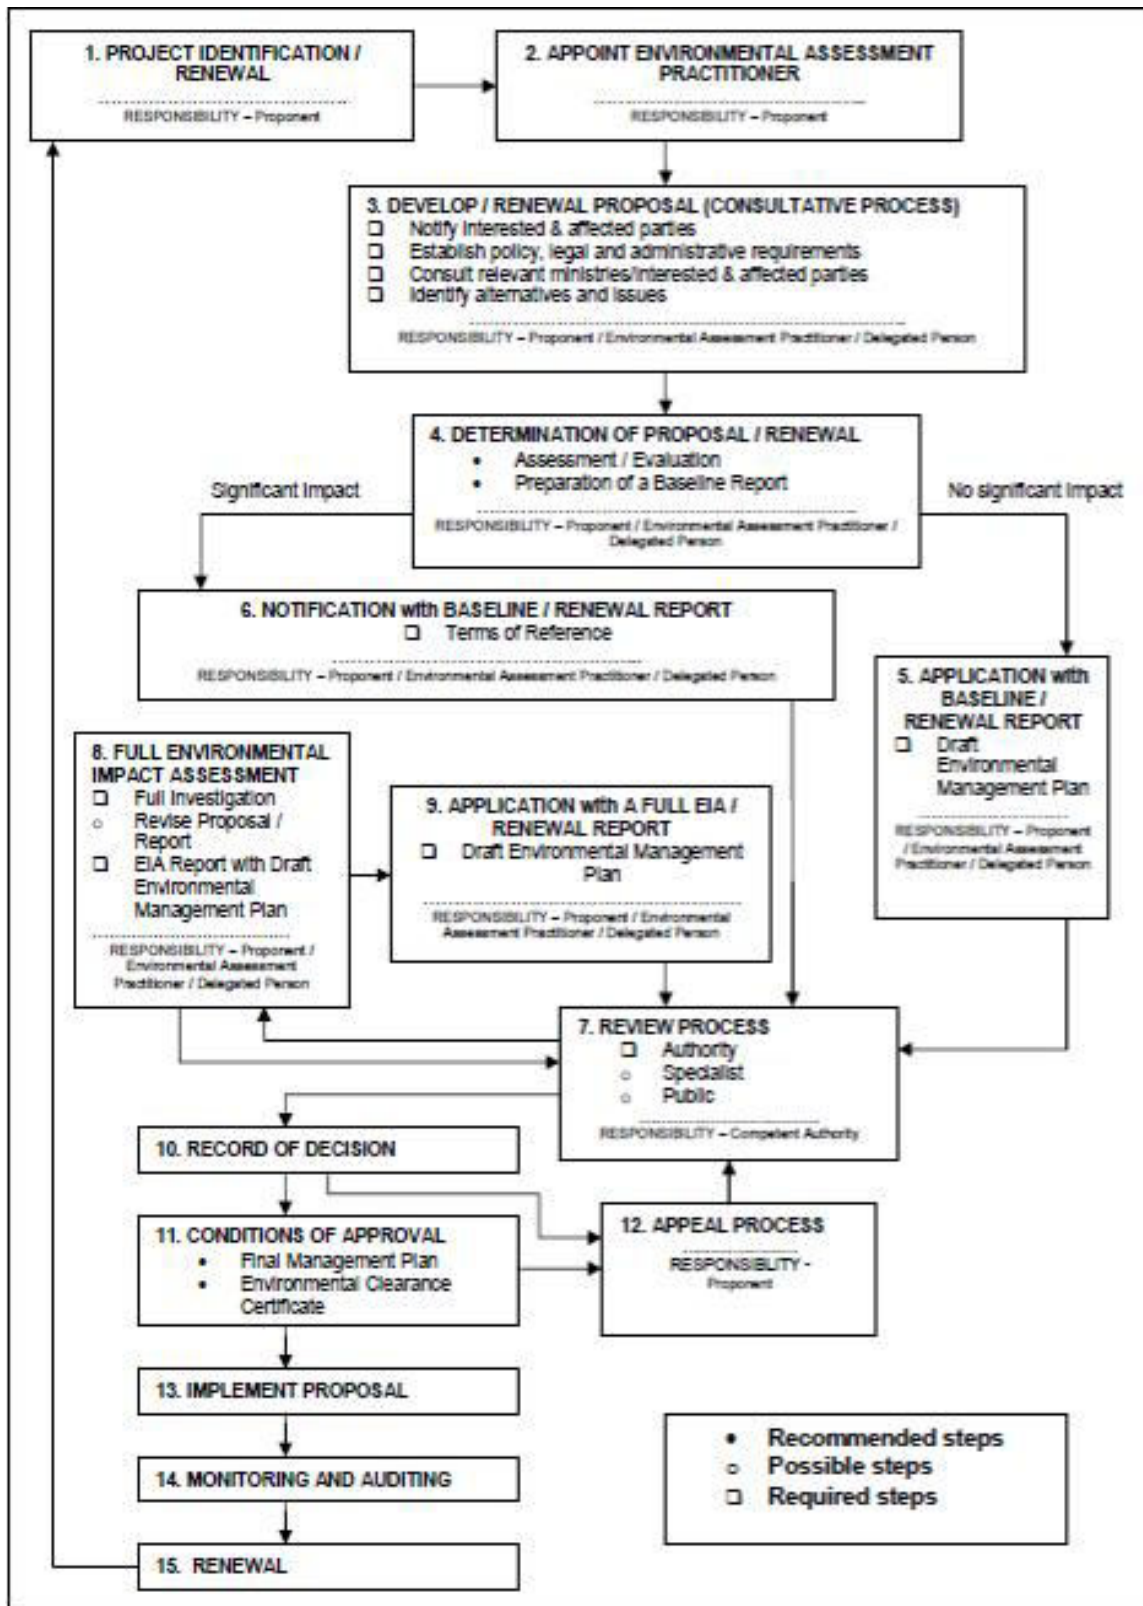 1. PROJECT IDENTIFICATION /
RENEWAL
RESPONSIBILITY – Proponent
2. APPOINT ENVIRONMENTAL ASSESSMENT
PRACTITIONER
RESPONSIBILITY – Proponent
3. DEVELOP / RENEWAL PROPOSAL (CONSULTATIVE PROCESS)
❑ Notify interested & affected parties
❑ Establish policy, legal and administrative requirements
❑ Consult relevant ministries/interested & affected parties
❑ Identify alternatives and issues
RESPONSIBILITY – Proponent / Environmental Assessment Practitioner / Delegated Person
4. DETERMINATION OF PROPOSAL / RENEWAL
• Assessment / Evaluation
• Preparation of a Baseline Report
RESPONSIBILITY – Proponent / Environmental Assessment Practitioner /
Delegated Person
Significant Impact
No significant impact
6. NOTIFICATION with BASELINE / RENEWAL REPORT
❑ Terms of Reference
RESPONSIBILITY – Proponent / Environmental Assessment Practitioner / Delegated Person
5. APPLICATION with
BASELINE /
RENEWAL REPORT
❑ Draft
Environmental
Management Plan
RESPONSIBILITY – Proponent
/ Environmental Assessment
Practitioner / Delegated Person
8. FULL ENVIRONMENTAL
IMPACT ASSESSMENT
❑ Full Investigation
o Revise Proposal /
Report
❑ EIA Report with Draft
Environmental
Management Plan
RESPONSIBILITY – Proponent /
Environmental Assessment
Practitioner / Delegated Person
9. APPLICATION with A FULL EIA /
RENEWAL REPORT
❑ Draft Environmental Management
Plan
RESPONSIBILITY – Proponent / Environmental
Assessment Practitioner / Delegated Person
7. REVIEW PROCESS
❑ Authority
o Specialist
o Public
RESPONSIBILITY – Competent Authority
10. RECORD OF DECISION
11. CONDITIONS OF APPROVAL
• Final Management Plan
• Environmental Clearance
Certificate
12. APPEAL PROCESS
RESPONSIBLITY -
Proponent
13. IMPLEMENT PROPOSAL
14. MONITORING AND AUDITING
15. RENEWAL
• Recommended steps
o Possible steps
❑ Required steps